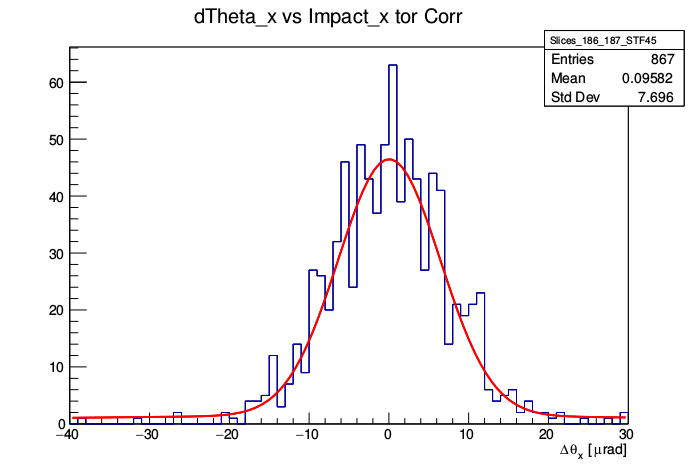 dTheta_x vs Impact_x tor Corr
Slices_186_187_STF45
Entries 867
Mean 0.09582
Std Dev 7.696
60
50
40
30
20
10
0
−40 −30 −20 −10 0 10 20 30
Δθx [μrad]